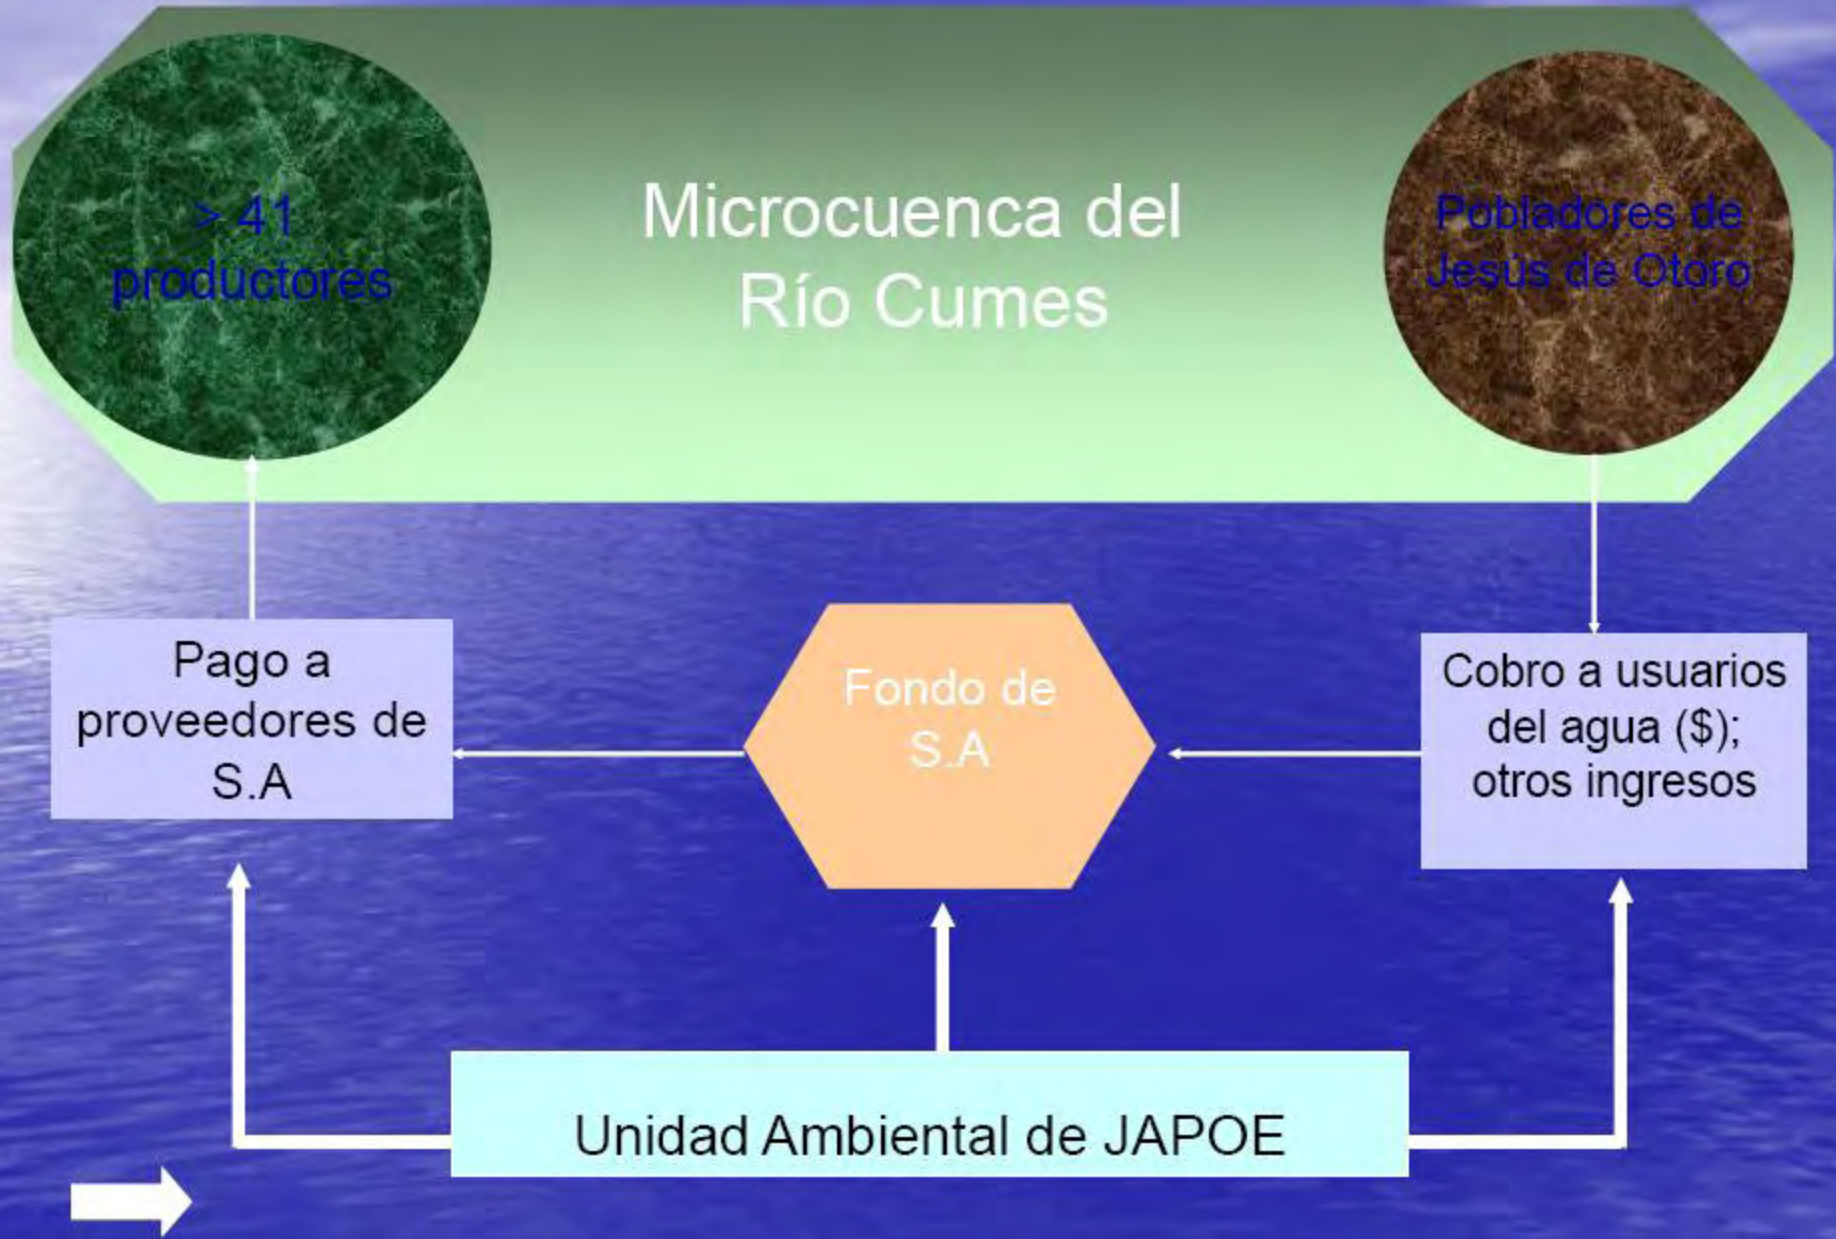 > 41
productores
Microcuenca del
Río Cumes
Pobladores de
Jesús de Otoro
Pago a
proveedores de
S.A
Fondo de
S.A
Cobro a usuarios
del agua ($);
otros ingresos
Unidad Ambiental de JAPOE